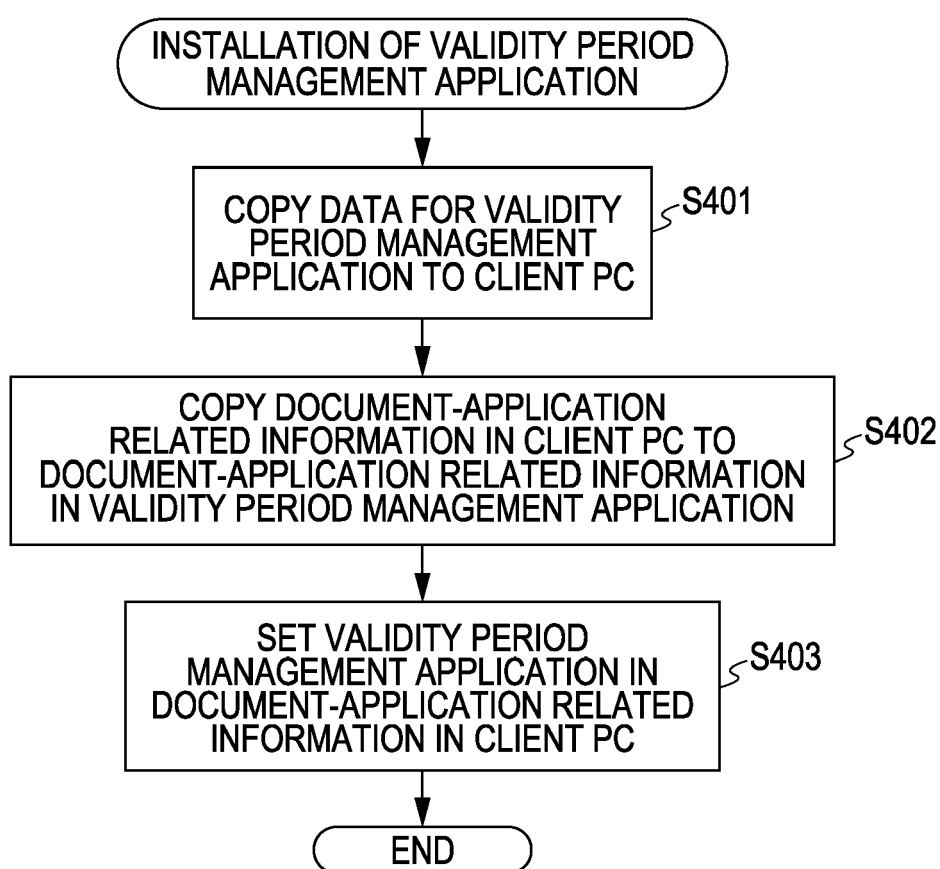 INSTALLATION OF VALIDITY PERIOD
MANAGEMENT APPLICATION
COPY DATA FOR VALIDITY
PERIOD MANAGEMENT
APPLICATION TO CLIENT PC
S401
COPY DOCUMENT-APPLICATION
RELATED INFORMATION IN CLIENT PC TO
DOCUMENT-APPLICATION RELATED INFORMATION
IN VALIDITY PERIOD MANAGEMENT APPLICATION
S402
SET VALIDITY PERIOD
MANAGEMENT APPLICATION IN
DOCUMENT-APPLICATION RELATED
INFORMATION IN CLIENT PC
S403
END